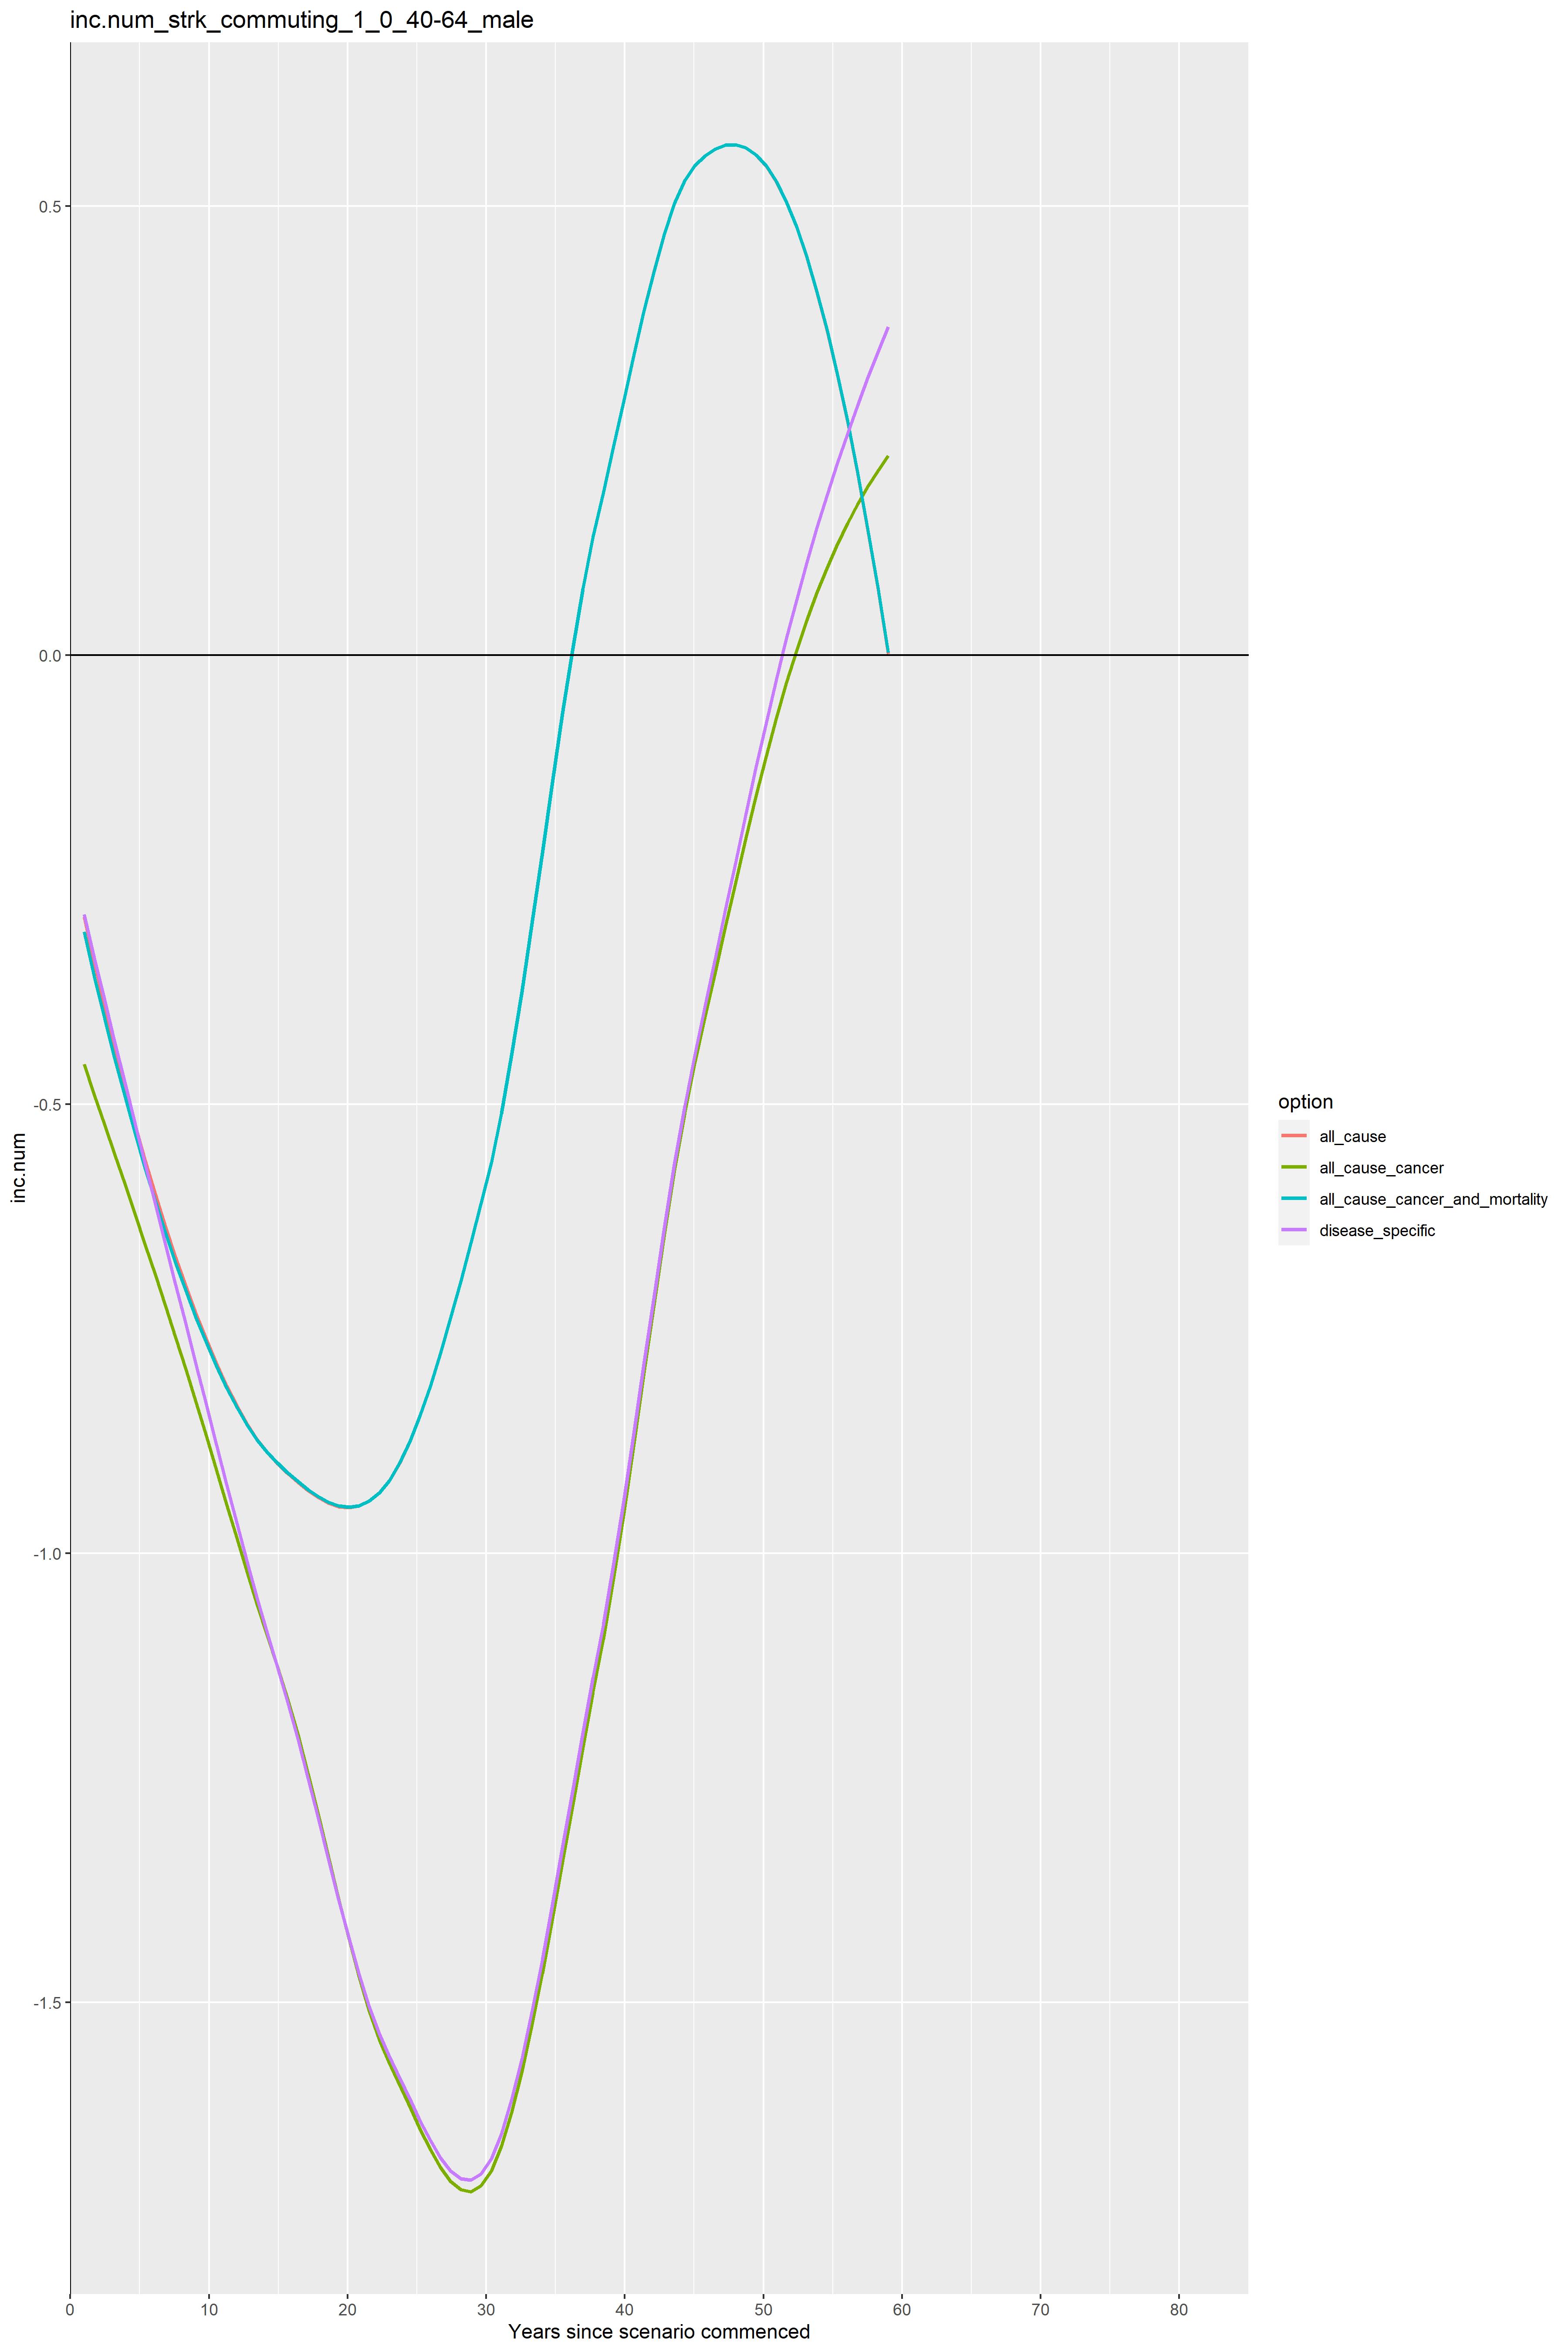 inc.num_strk_commuting_1_0_40-64_male
inc.num
0.5
0.0
-0.5
-1.0
-1.5
0 10 20 30 40 50 60 70 80
Years since scenario commenced
option
all_cause
all_cause_cancer
all_cause_cancer_and_mortality
disease_specific